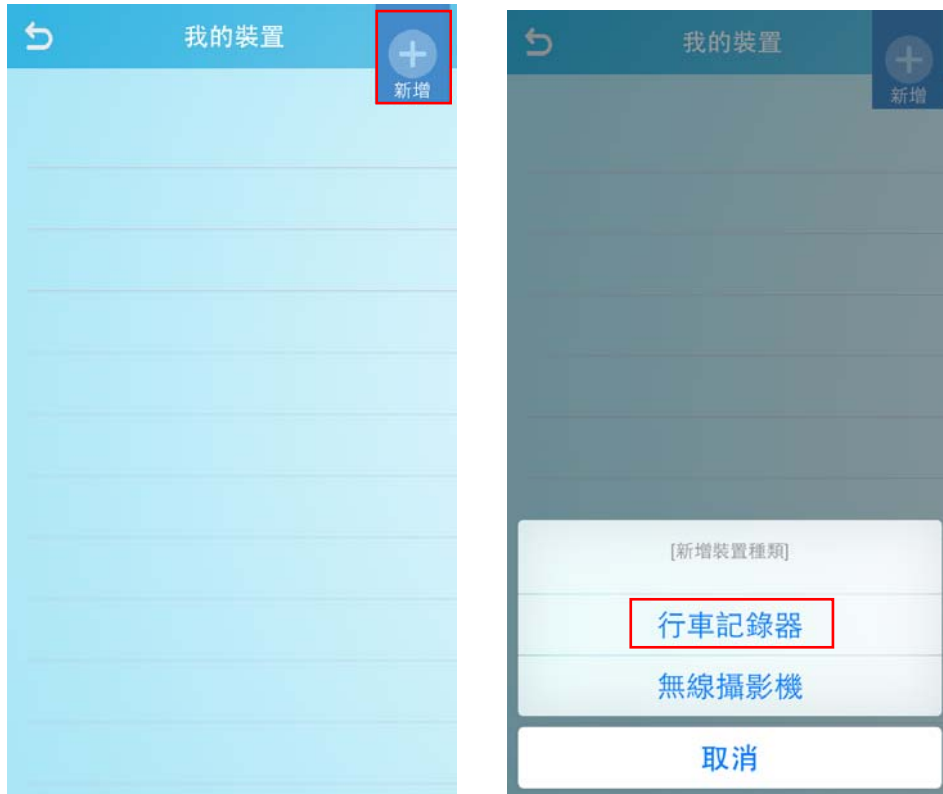 我的裝置
新增
我的裝置
新增
[新增裝置種類]
行車記錄器
無線攝影機
取消